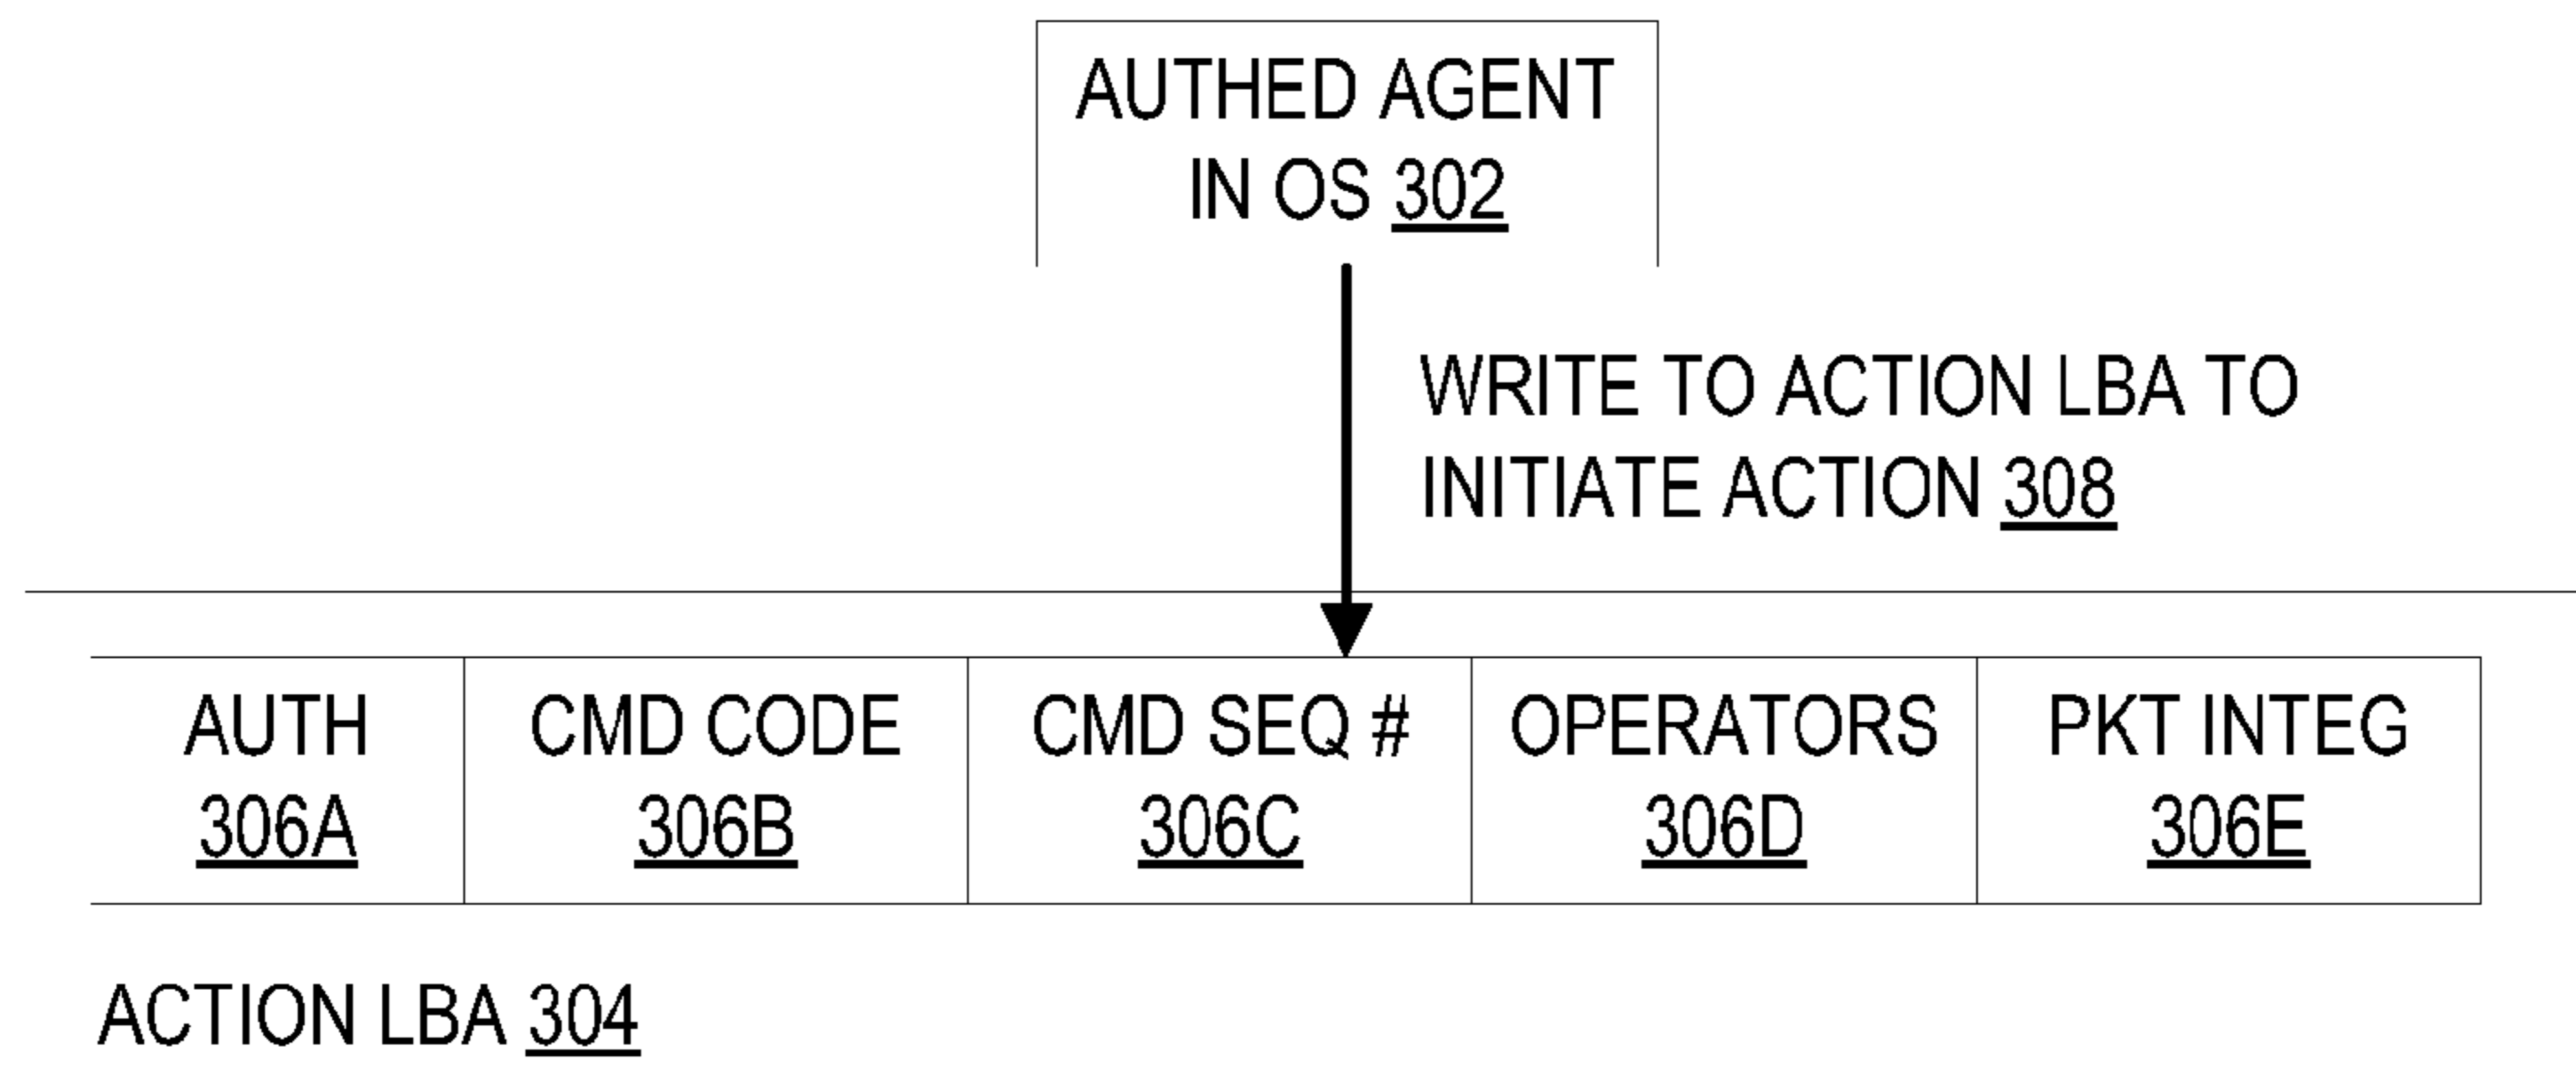 AUTHED AGENT
IN OS 302
WRITE TO ACTION LBA TO
INITIATE ACTION 308
AUTH CMD CODE CMD SEQ # OPERATORS PKT INTEG
306A 306B 306C 306D 306E
ACTION LBA 304